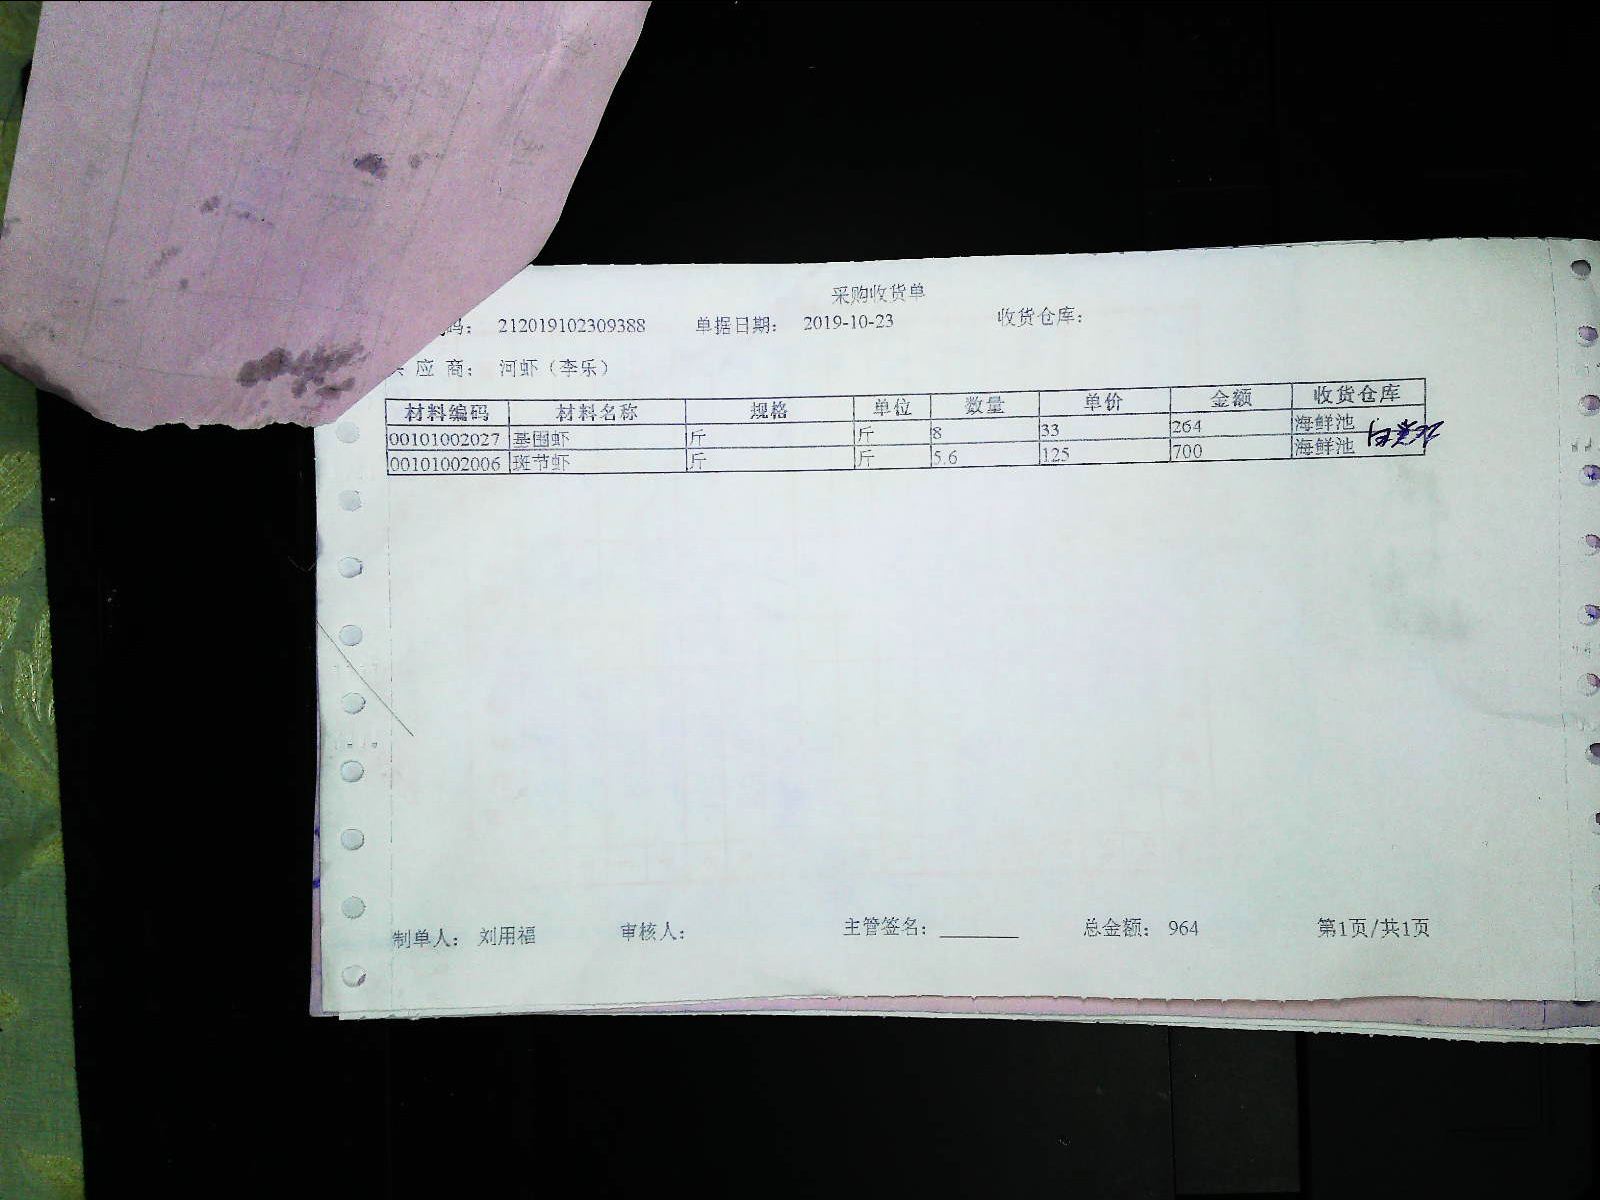 采购收货单
码： 212019102309388 单据日期： 2019-10-23 收货仓库：
应 商： 河虾（李乐）
材料编码 材料名称 规格 单位 数量 单价 金额 收货仓库
00101002027 基围虾 斤 斤 8 33 264 海鲜池
00101002006 斑节虾 斤 斤 5.6 125 700 海鲜池
制单人： 刘用福 审核人： 主管签名：_______ 总金额： 964 第1页/共1页